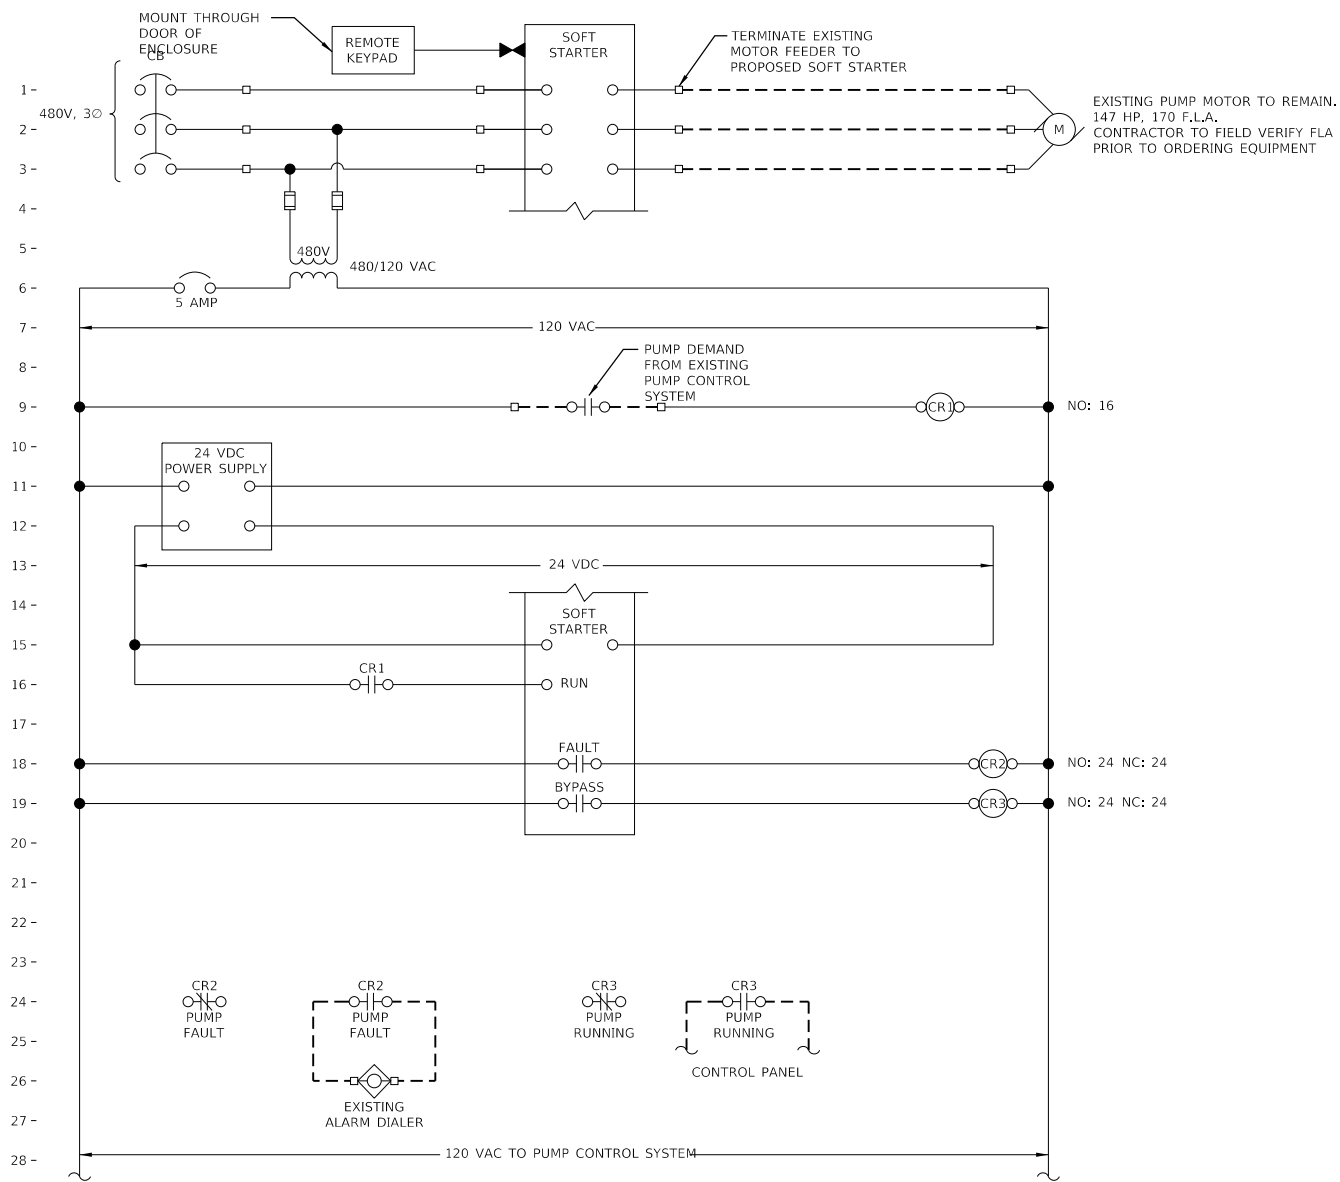 MOUNT THROUGH
DOOR OF
ENCLOSURE
CB
REMOTE
KEYPAD
SOFT
STARTER
TERMINATE EXISTING
MOTOR FEEDER TO
PROPOSED SOFT STARTER
1
480V, 3∅
2
3
M
EXISTING PUMP MOTOR TO REMAIN.
147 HP, 170 F.L.A.
CONTRACTOR TO FIELD VERIFY FLA
PRIOR TO ORDERING EQUIPMENT
4
5
480V
480/120 VAC
6
5 AMP
7
120 VAC
8
PUMP DEMAND
FROM EXISTING
PUMP CONTROL
SYSTEM
9
CR1
NO: 16
10
24 VDC
POWER SUPPLY
11
12
13
24 VDC
14
SOFT
STARTER
15
16
CR1
RUN
17
18
FAULT
CR2
NO: 24 NC: 24
19
BYPASS
CR3
NO: 24 NC: 24
20
21
22
23
24
CR2
PUMP
FAULT
CR2
PUMP
FAULT
CR3
PUMP
RUNNING
CR3
PUMP
RUNNING
25
CONTROL PANEL
26
EXISTING
ALARM DIALER
27
28
120 VAC TO PUMP CONTROL SYSTEM